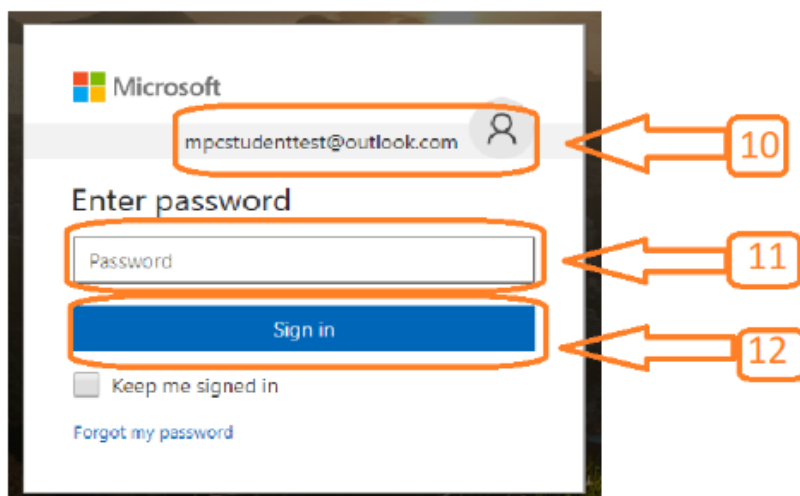 Microsoft
mpcstudenttest@outlook.com
10
Enter password
Password
11
Sign in
12
Keep me signed in
Forgot my password